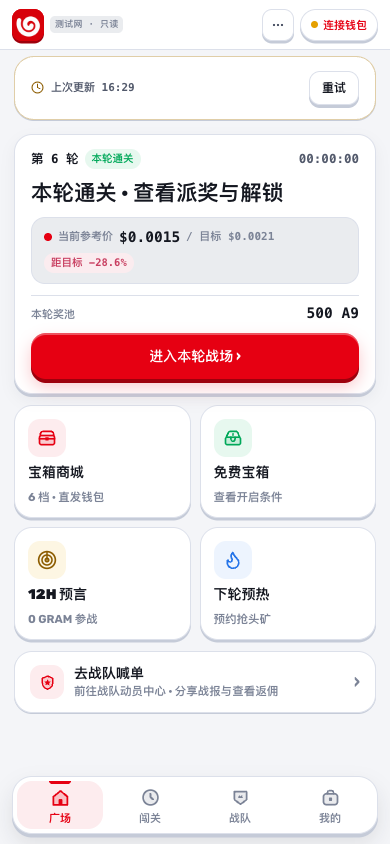 测试网 · 只读
···
连接钱包
上次更新 16:29
重试
第 6 轮 本轮通关 00:00:00
本轮通关 • 查看派奖与解锁
当前参考价 $0.0015 / 目标 $0.0021
距目标 −28.6%
本轮奖池 500 A9
进入本轮战场 ›
宝箱商城
6 档 • 直发钱包
免费宝箱
查看开启条件
12H 预言
0 GRAM 参战
下轮预热
预约抢头矿
去战队喊单
前往战队动员中心 • 分享战报与查看返佣
广场 闯关 战队 我的